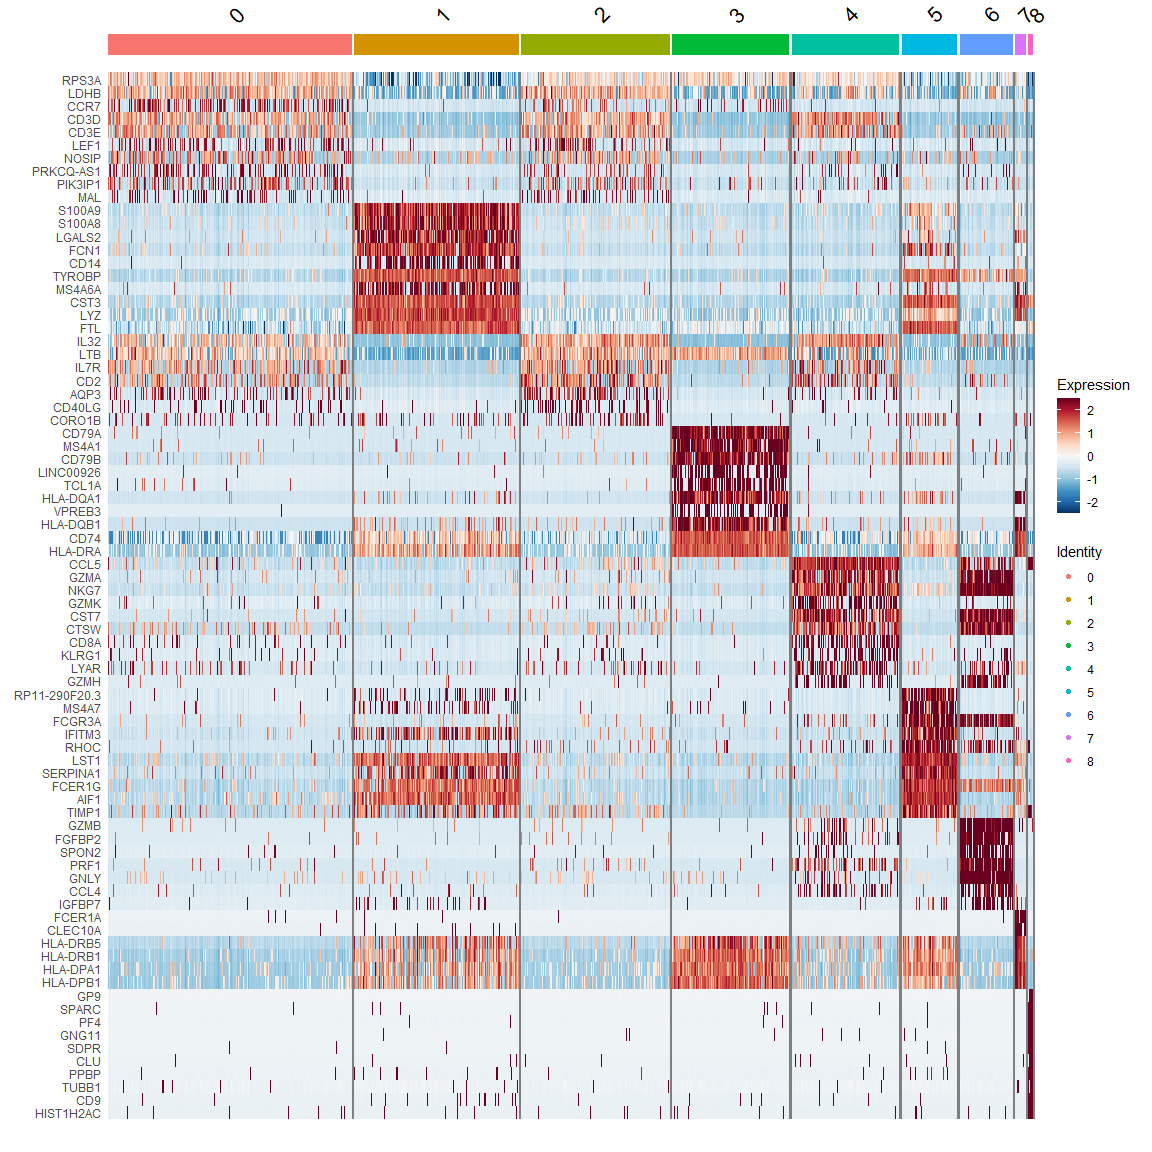 0 1 2 3 4 5 6 7 8
RPS3A
LDHB
CCR7
CD3D
CD3E
LEF1
NOSIP
PRKCQ-AS1
PIK3IP1
MAL
S100A9
S100A8
LGALS2
FCN1
CD14
TYROBP
MS4A6A
CST3
LYZ
FTL
IL32
LTB
IL7R
CD2
AQP3
CD40LG
CORO1B
CD79A
MS4A1
CD79B
LINC00926
TCL1A
HLA-DQA1
VPREB3
HLA-DQB1
CD74
HLA-DRA
CCL5
GZMA
NKG7
GZMK
CST7
CTSW
CD8A
KLRG1
LYAR
GZMH
RP11-290F20.3
MS4A7
FCGR3A
IFITM3
RHOC
LST1
SERPINA1
FCER1G
AIF1
TIMP1
GZMB
FGFBP2
SPON2
PRF1
GNLY
CCL4
IGFBP7
FCER1A
CLEC10A
HLA-DRB5
HLA-DRB1
HLA-DPA1
HLA-DPB1
GP9
SPARC
PF4
GNG11
SDPR
CLU
PPBP
TUBB1
CD9
HIST1H2AC
Expression
2
1
0
-1
-2
Identity
0
1
2
3
4
5
6
7
8